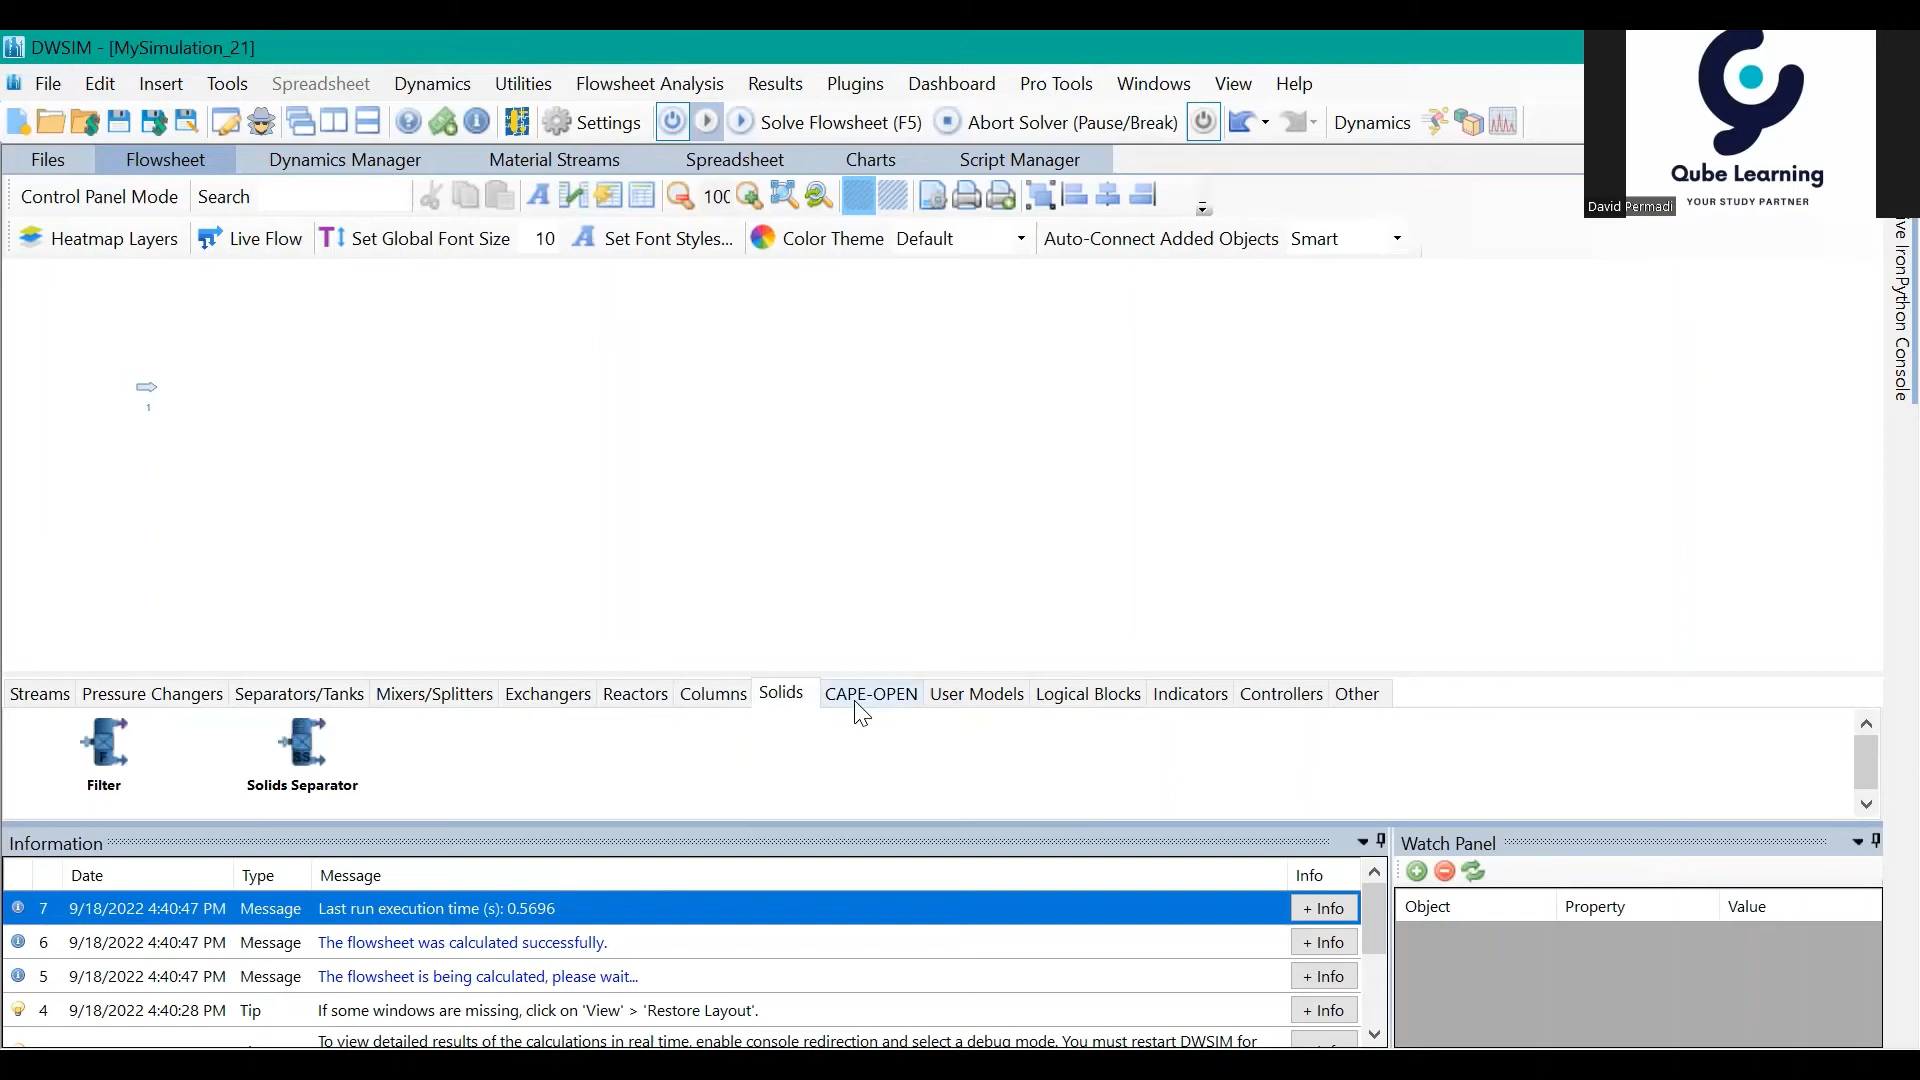 DWSIM - [MySimulation_21]
File Edit Insert Tools Spreadsheet Dynamics Utilities Flowsheet Analysis Results Plugins Dashboard Pro Tools Windows View Help
Settings Solve Flowsheet (F5) Abort Solver (Pause/Break) Dynamics
Files Flowsheet Dynamics Manager Material Streams Spreadsheet Charts Script Manager
Control Panel Mode Search 100
Heatmap Layers Live Flow Set Global Font Size 10 Set Font Styles... Color Theme Default Auto-Connect Added Objects Smart
Qube Learning
YOUR STUDY PARTNER
David Permadi
ve IronPython Console
1
Streams Pressure Changers Separators/Tanks Mixers/Splitters Exchangers Reactors Columns Solids CAPE-OPEN User Models Logical Blocks Indicators Controllers Other
F SS
Filter Solids Separator
Information
Date Type Message Info
7 9/18/2022 4:40:47 PM Message Last run execution time (s): 0.5696 + Info
6 9/18/2022 4:40:47 PM Message The flowsheet was calculated successfully. + Info
5 9/18/2022 4:40:47 PM Message The flowsheet is being calculated, please wait... + Info
4 9/18/2022 4:40:28 PM Tip If some windows are missing, click on 'View' > 'Restore Layout'. + Info
To view detailed results of the calculations in real time, enable console redirection and select a debug mode. You must restart DWSIM for
Watch Panel
Object Property Value